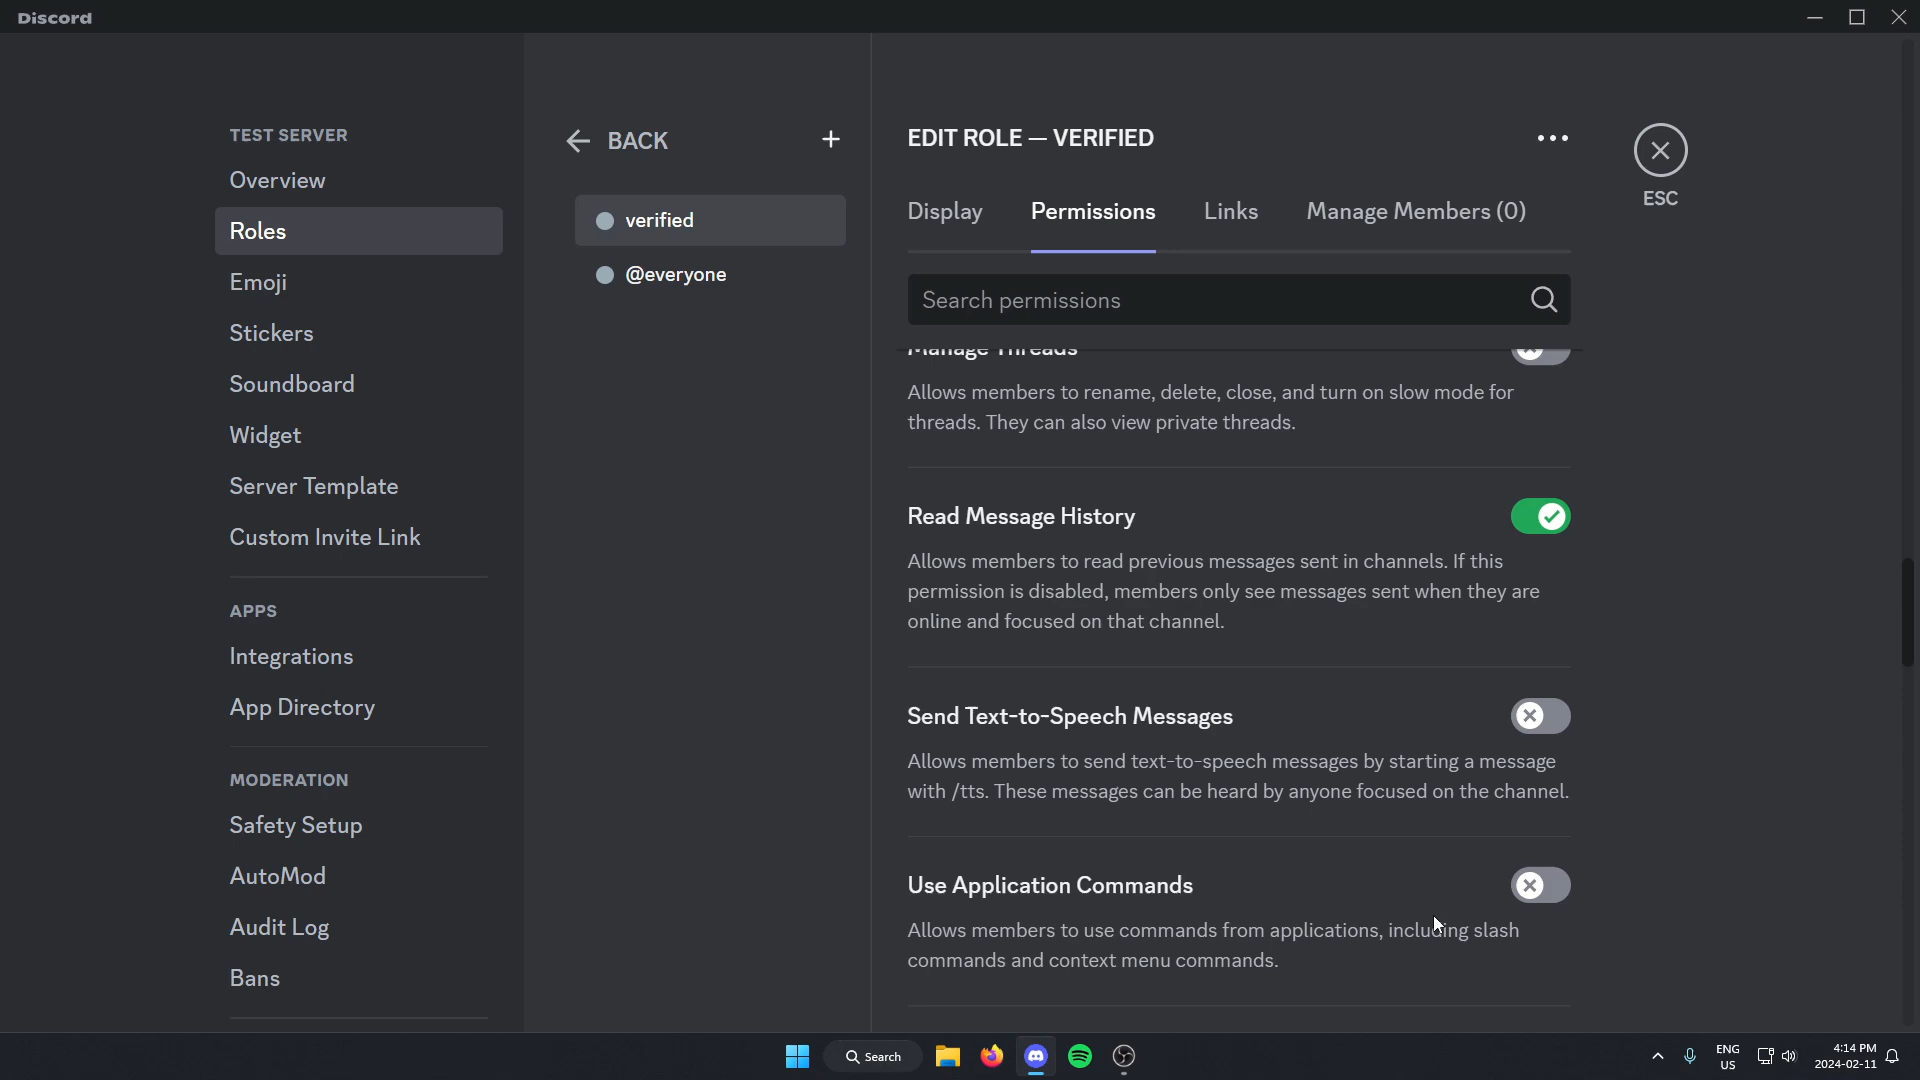 Discord
TEST SERVER
Overview
Roles
Emoji
Stickers
Soundboard
Widget
Server Template
Custom Invite Link
APPS
Integrations
App Directory
MODERATION
Safety Setup
AutoMod
Audit Log
Bans
BACK
verified
@everyone
EDIT ROLE — VERIFIED
ESC
Display Permissions Links Manage Members (0)
Search permissions
Manage Threads
Allows members to rename, delete, close, and turn on slow mode for
threads. They can also view private threads.
Read Message History
Allows members to read previous messages sent in channels. If this
permission is disabled, members only see messages sent when they are
online and focused on that channel.
Send Text-to-Speech Messages
Allows members to send text-to-speech messages by starting a message
with /tts. These messages can be heard by anyone focused on the channel.
Use Application Commands
Allows members to use commands from applications, including slash
commands and context menu commands.
Search
ENG
US
4:14 PM
2024-02-11